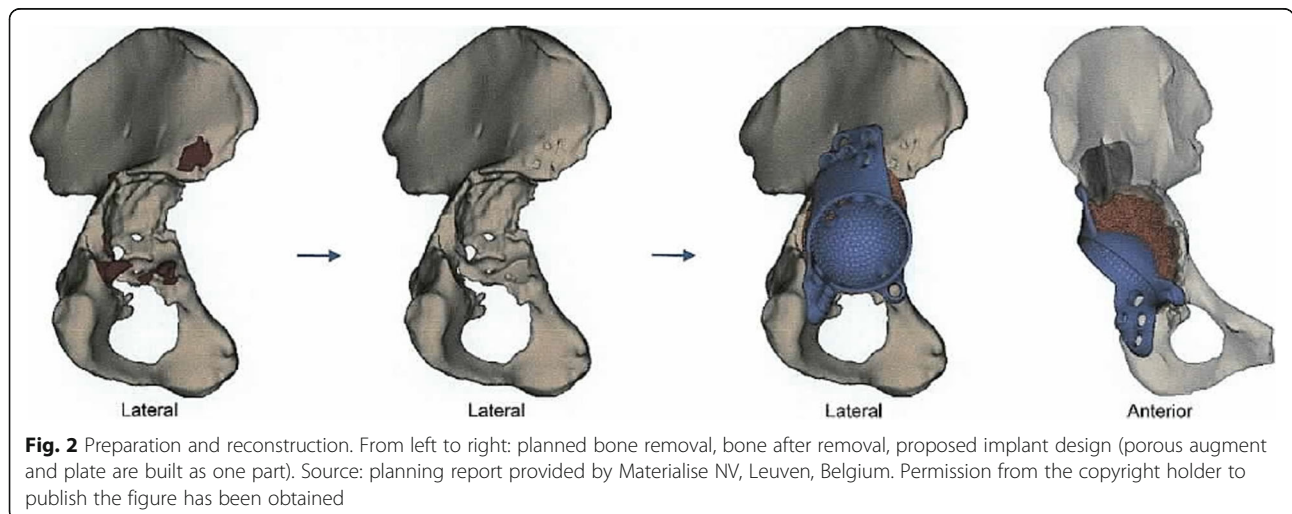 Lateral
Lateral
Lateral
Anterior
Fig. 2 Preparation and reconstruction. From left to right: planned bone removal, bone after removal, proposed implant design (porous augment
and plate are built as one part). Source: planning report provided by Materialise NV, Leuven, Belgium. Permission from the copyright holder to
publish the figure has been obtained